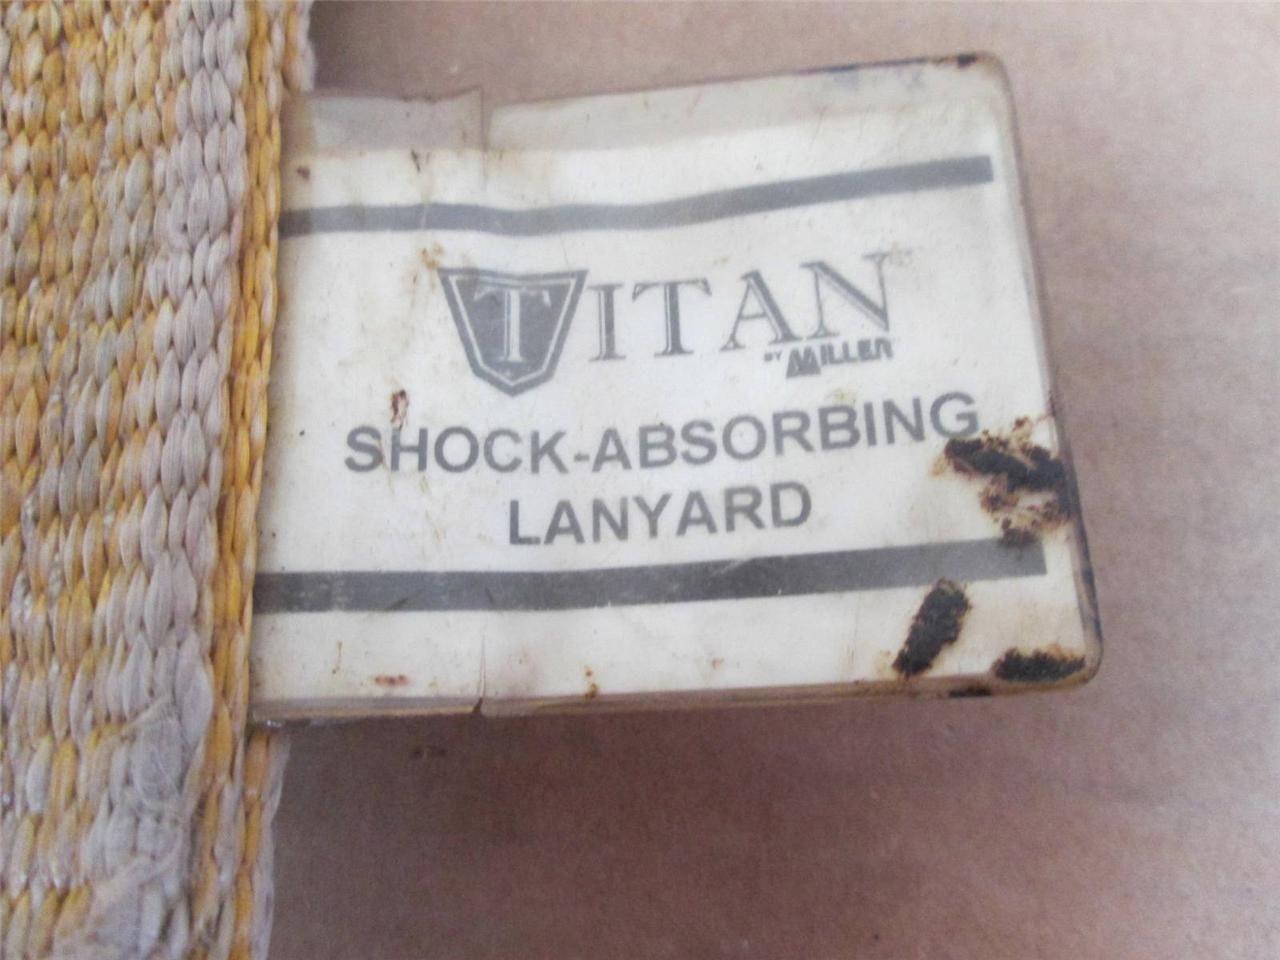 TITAN
BY MILLER
SHOCK-ABSORBING
LANYARD